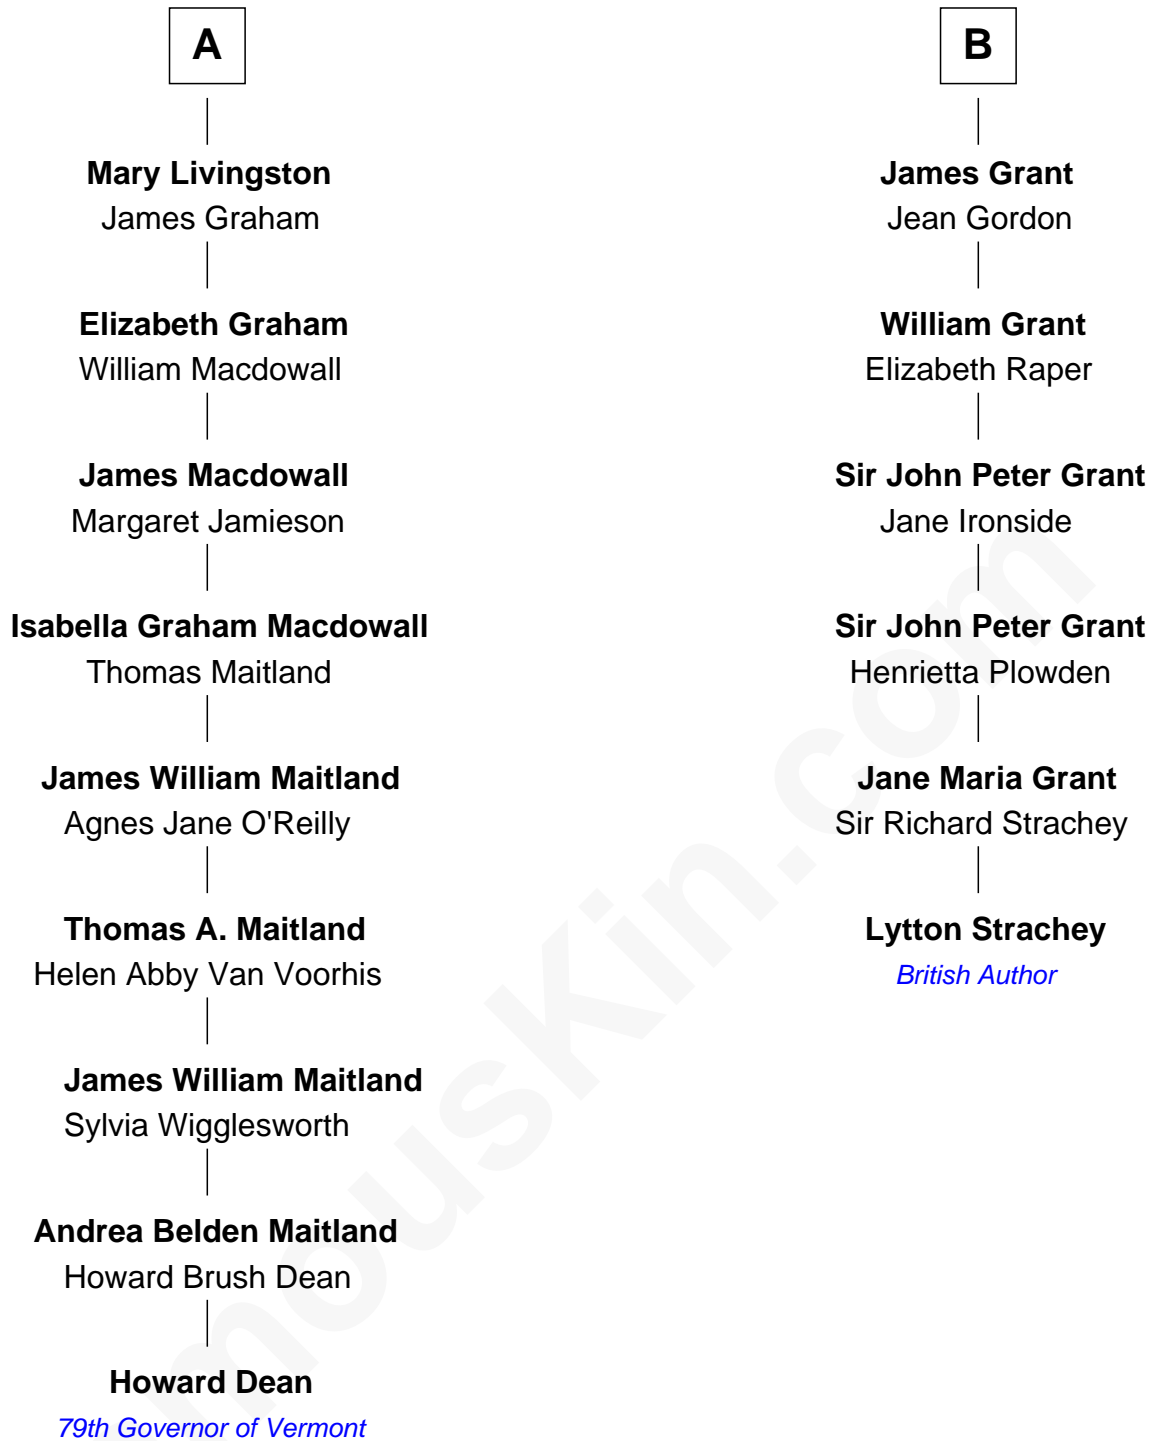 A
Mary Livingston
James Graham
Elizabeth Graham
William Macdowall
James Macdowall
Margaret Jamieson
Isabella Graham Macdowall
Thomas Maitland
James William Maitland
Agnes Jane O'Reilly
Thomas A. Maitland
Helen Abby Van Voorhis
James William Maitland
Sylvia Wigglesworth
Andrea Belden Maitland
Howard Brush Dean
Howard Dean
79th Governor of Vermont
B
James Grant
Jean Gordon
William Grant
Elizabeth Raper
Sir John Peter Grant
Jane Ironside
Sir John Peter Grant
Henrietta Plowden
Jane Maria Grant
Sir Richard Strachey
Lytton Strachey
British Author
mousKin.com